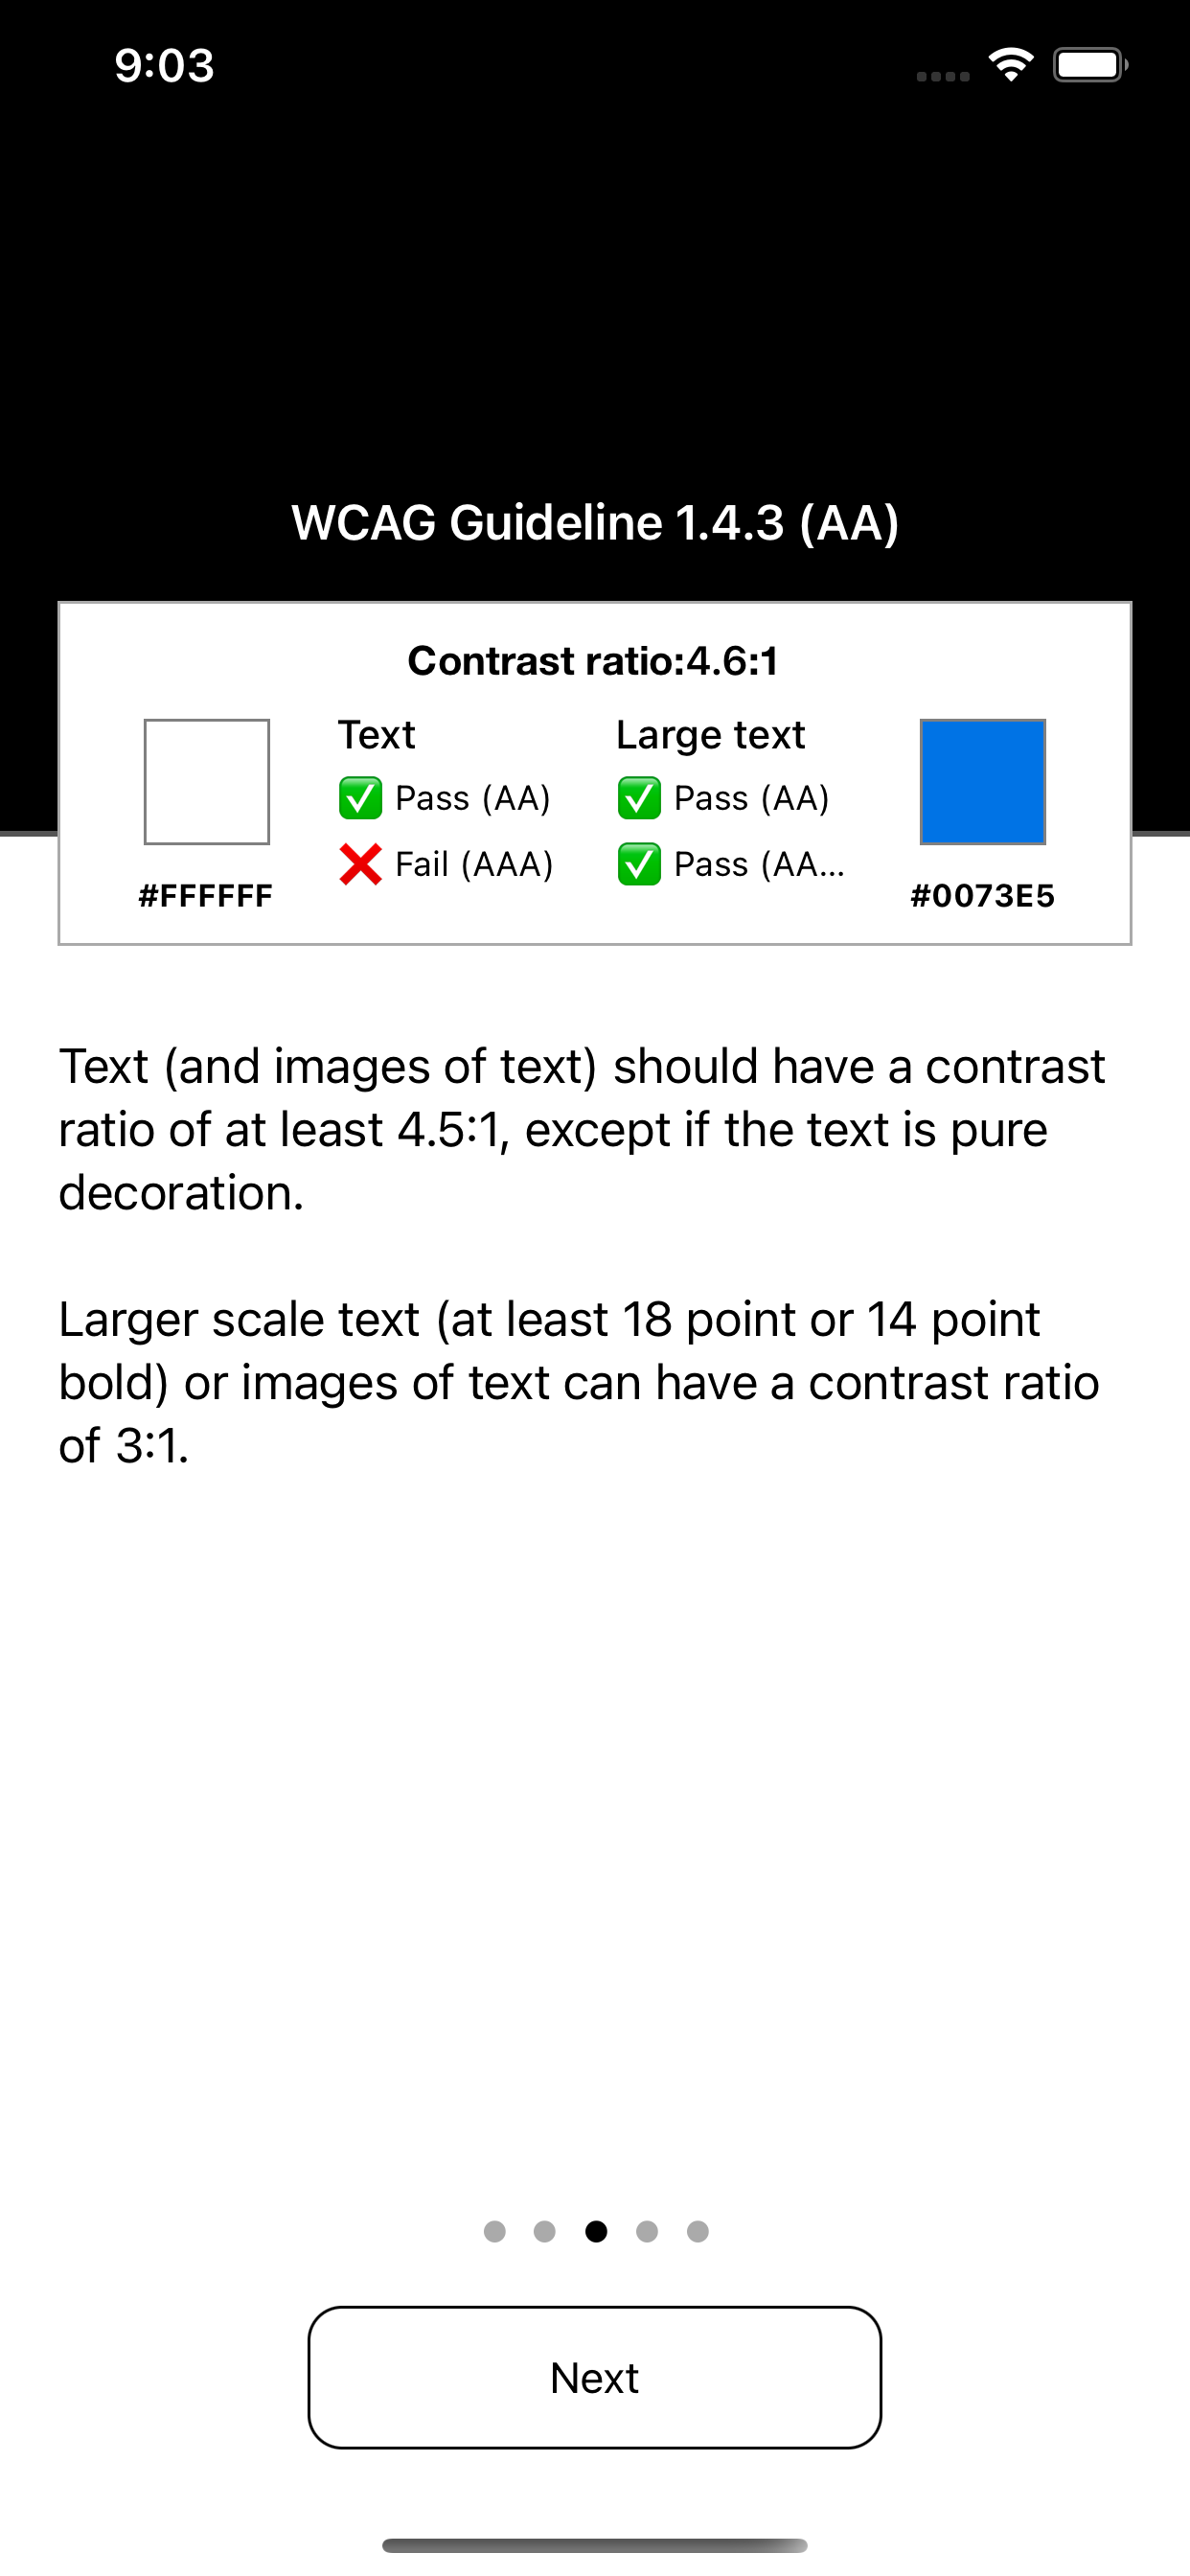 9:03
WCAG Guideline 1.4.3 (AA)
Contrast ratio:4.6:1
Text
Large text
✅ Pass (AA)
✅ Pass (AA)
❌ Fail (AAA)
✅ Pass (AA...
#FFFFFF
#0073E5
Text (and images of text) should have a contrast
ratio of at least 4.5:1, except if the text is pure
decoration.
Larger scale text (at least 18 point or 14 point
bold) or images of text can have a contrast ratio
of 3:1.
Next